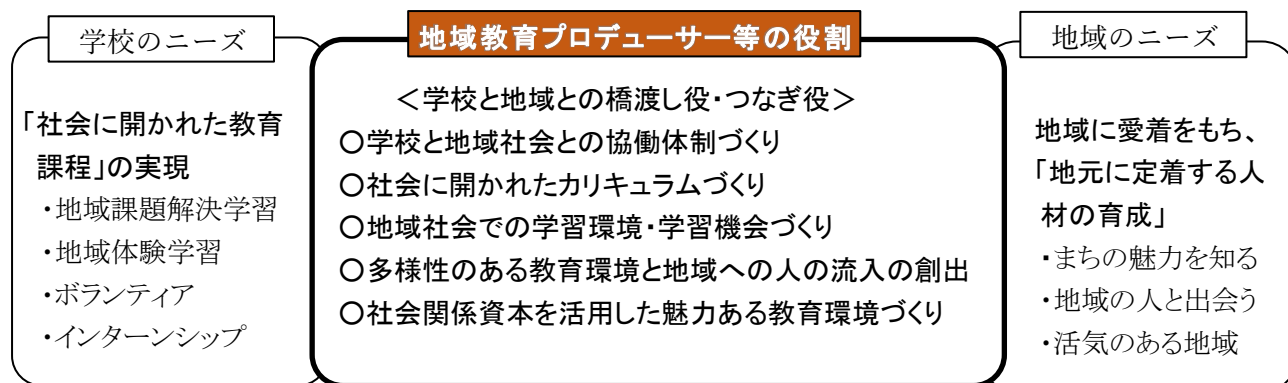 学校のニーズ
「社会に開かれた教育
課程」の実現
・地域課題解決学習
・地域体験学習
・ボランティア
・インターンシップ
地域教育プロデューサー等の役割
＜学校と地域との橋渡し役・つなぎ役＞
○学校と地域社会との協働体制づくり
○社会に開かれたカリキュラムづくり
○地域社会での学習環境・学習機会づくり
○多様性のある教育環境と地域への人の流入の創出
○社会関係資本を活用した魅力ある教育環境づくり
地域のニーズ
地域に愛着をもち、
「地元に定着する人
材の育成」
・まちの魅力を知る
・地域の人と出会う
・活気のある地域